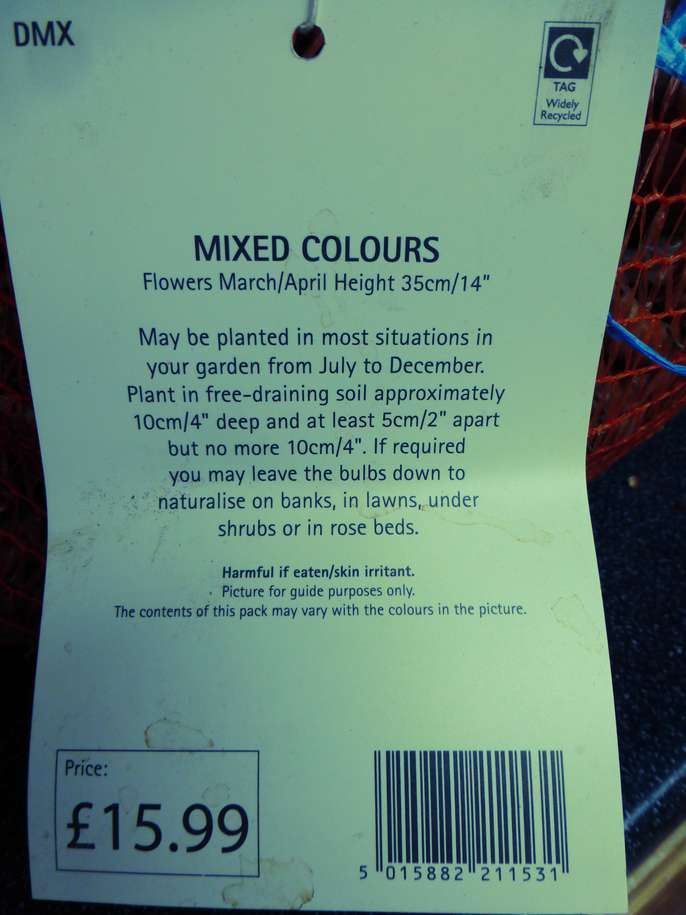 DMX
TAG
Widely
Recycled
MIXED COLOURS
Flowers March/April Height 35cm/14"
May be planted in most situations in
your garden from July to December.
Plant in free-draining soil approximately
10cm/4" deep and at least 5cm/2" apart
but no more 10cm/4". If required
you may leave the bulbs down to
naturalise on banks, in lawns, under
shrubs or in rose beds.
Harmful if eaten/skin irritant.
Picture for guide purposes only.
The contents of this pack may vary with the colours in the picture.
Price:
£15.99
5 015882 211531